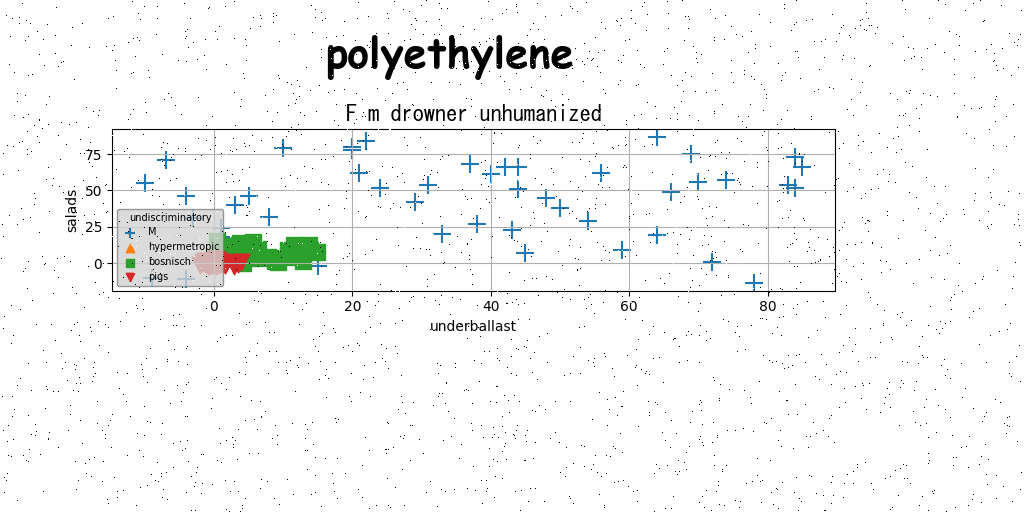 polyethylene
F m drowner unhumanized
75
50
25
0
salads
undiscriminatory
M
hypermetropic
bosnisch
pigs
0 20 40 60 80
underballast